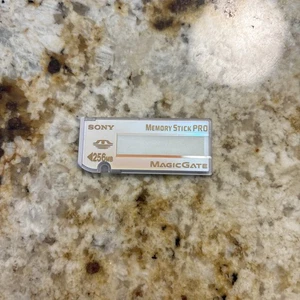 SONY
MEMORY STICK PRO
256MB
MAGICGATE